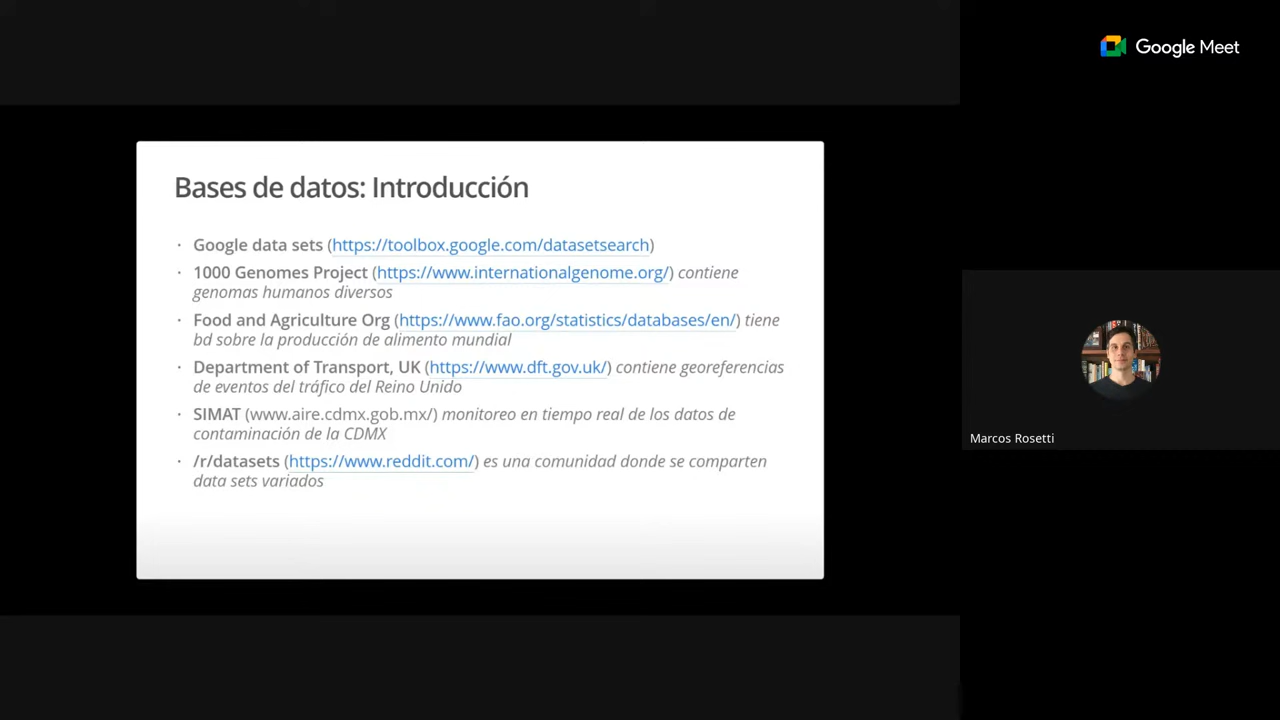 Google Meet
Bases de datos: Introducción
· Google data sets (https://toolbox.google.com/datasetsearch)
· 1000 Genomes Project (https://www.internationalgenome.org/) contiene
genomas humanos diversos
· Food and Agriculture Org (https://www.fao.org/statistics/databases/en/) tiene
bd sobre la producción de alimento mundial
· Department of Transport, UK (https://www.dft.gov.uk/) contiene georeferencias
de eventos del tráfico del Reino Unido
· SIMAT (www.aire.cdmx.gob.mx/) monitoreo en tiempo real de los datos de
contaminación de la CDMX
· /r/datasets (https://www.reddit.com/) es una comunidad donde se comparten
data sets variados
Marcos Rosetti